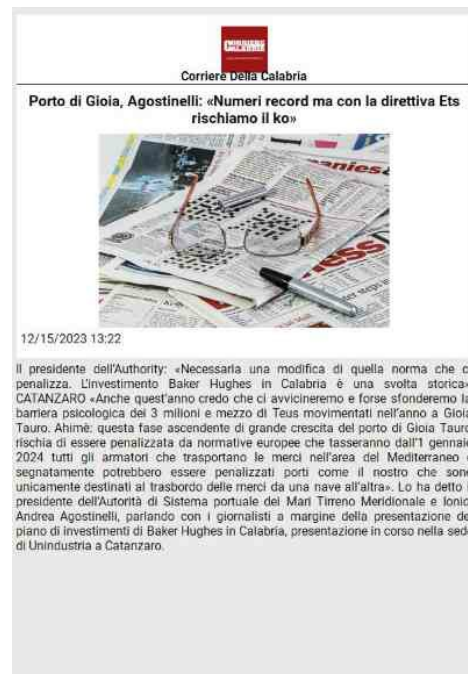 CORRIERE
CALABRIA
Corriere Della Calabria
Porto di Gioia, Agostinelli: «Numeri record ma con la direttiva Ets
rischiamo il ko»
anies
ness
12/15/2023 13:22
Il presidente dell'Authority: «Necessaria una modifica di quella norma che c
penalizza. L'investimento Baker Hughes in Calabria è una svolta storica»
CATANZARO «Anche quest'anno credo che ci avvicineremo e forse sfonderemo la
barriera psicologica dei 3 milioni e mezzo di Teus movimentati nell'anno a Gioia
Tauro. Ahimè: questa fase ascendente di grande crescita del porto di Gioia Tauro
rischia di essere penalizzata da normative europee che tasseranno dall'1 gennaio
2024 tutti gli armatori che trasportano le merci nell'area del Mediterraneo e
segnatamente potrebbero essere penalizzati porti come il nostro che sono
unicamente destinati al trasbordo delle merci da una nave all'altra». Lo ha detto i
presidente dell'Autorità di Sistema portuale dei Mari Tirreno Meridionale e Ionio
Andrea Agostinelli, parlando con i giornalisti a margine della presentazione de
piano di investimenti di Baker Hughes in Calabria, presentazione in corso nella sede
di Unindustria a Catanzaro.